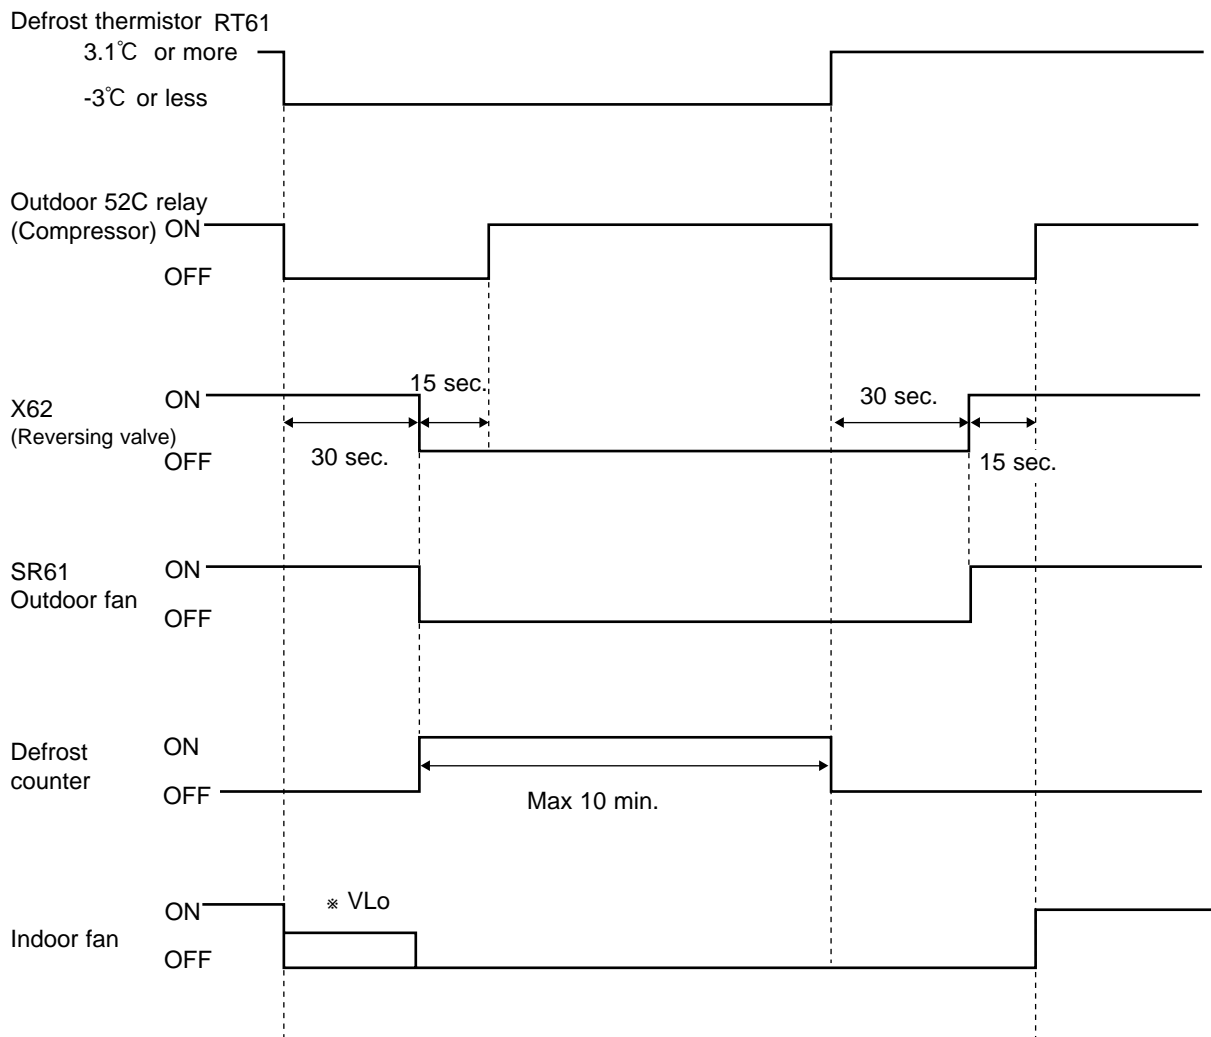 Defrost thermistor RT61
3.1℃ or more
-3℃ or less
Outdoor 52C relay
(Compressor) ON
OFF
15 sec.
ON
30 sec.
X62
(Reversing valve)
OFF
30 sec.
15 sec.
SR61
ON
Outdoor fan
OFF
Defrost
ON
counter
OFF
Max 10 min.
※ VLo
ON
Indoor fan
OFF